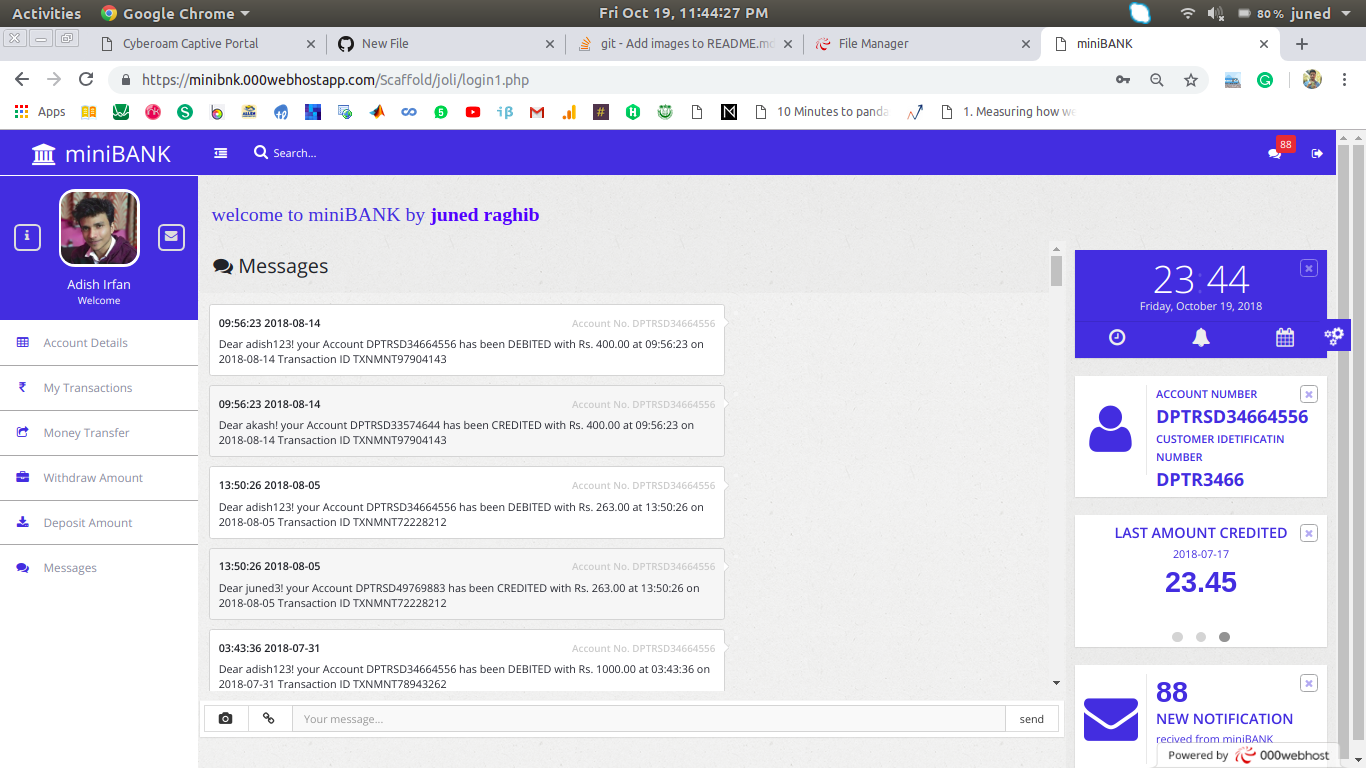 Activities Google Chrome Fri Oct 19, 11:44:27 PM 80 % juned
Cyberoam Captive Portal New File git - Add images to README.md File Manager miniBANK
https://minibnk.000webhostapp.com/Scaffold/joli/login1.php
Apps 10 Minutes to panda 1. Measuring how we
miniBANK Search... 88
welcome to miniBANK by juned raghib
Adish Irfan
Welcome
Account Details
My Transactions
Money Transfer
Withdraw Amount
Deposit Amount
Messages
Messages
09:56:23 2018-08-14 Account No. DPTRSD34664556
Dear adish123! your Account DPTRSD34664556 has been DEBITED with Rs. 400.00 at 09:56:23 on
2018-08-14 Transaction ID TXNMNT97904143
09:56:23 2018-08-14 Account No. DPTRSD34664556
Dear akash! your Account DPTRSD33574644 has been CREDITED with Rs. 400.00 at 09:56:23 on
2018-08-14 Transaction ID TXNMNT97904143
13:50:26 2018-08-05 Account No. DPTRSD34664556
Dear adish123! your Account DPTRSD34664556 has been DEBITED with Rs. 263.00 at 13:50:26 on
2018-08-05 Transaction ID TXNMNT72228212
13:50:26 2018-08-05 Account No. DPTRSD34664556
Dear juned3! your Account DPTRSD49769883 has been CREDITED with Rs. 263.00 at 13:50:26 on
2018-08-05 Transaction ID TXNMNT72228212
03:43:36 2018-07-31 Account No. DPTRSD34664556
Dear adish123! your Account DPTRSD34664556 has been DEBITED with Rs. 1000.00 at 03:43:36 on
2018-07-31 Transaction ID TXNMNT78943262
Your message... send
23:44
Friday, October 19, 2018
ACCOUNT NUMBER
DPTRSD34664556
CUSTOMER IDETIFICATIN
NUMBER
DPTR3466
LAST AMOUNT CREDITED
2018-07-17
23.45
88
NEW NOTIFICATION
recived from miniBANK
Powered by 000webhost